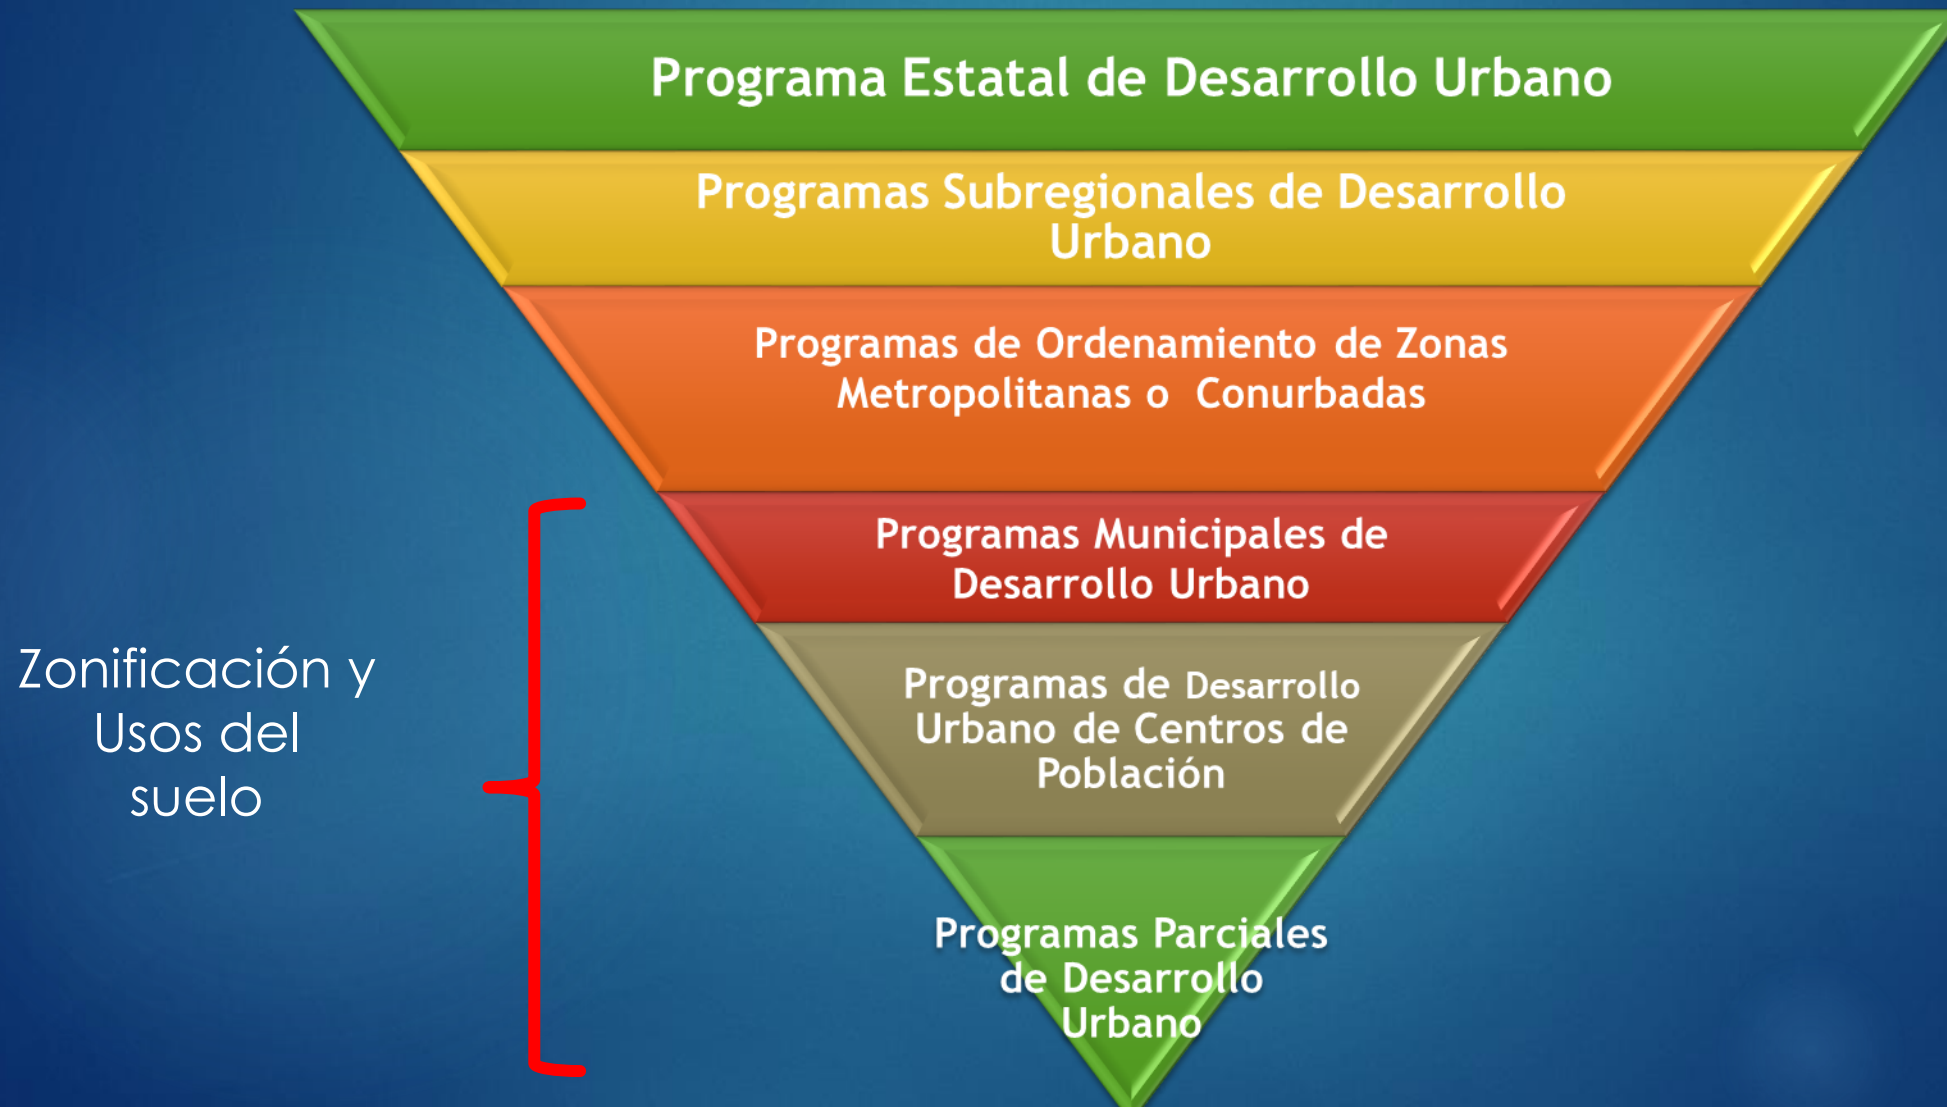 Programa Estatal de Desarrollo Urbano
Programas Subregionales de Desarrollo
Urbano
Programas de Ordenamiento de Zonas
Metropolitanas o  Conurbadas
Programas Municipales de
Desarrollo Urbano
Programas de Desarrollo
Urbano de Centros de
Población
Programas Parciales
de Desarrollo
Urbano
Zonificación y
Usos del
suelo